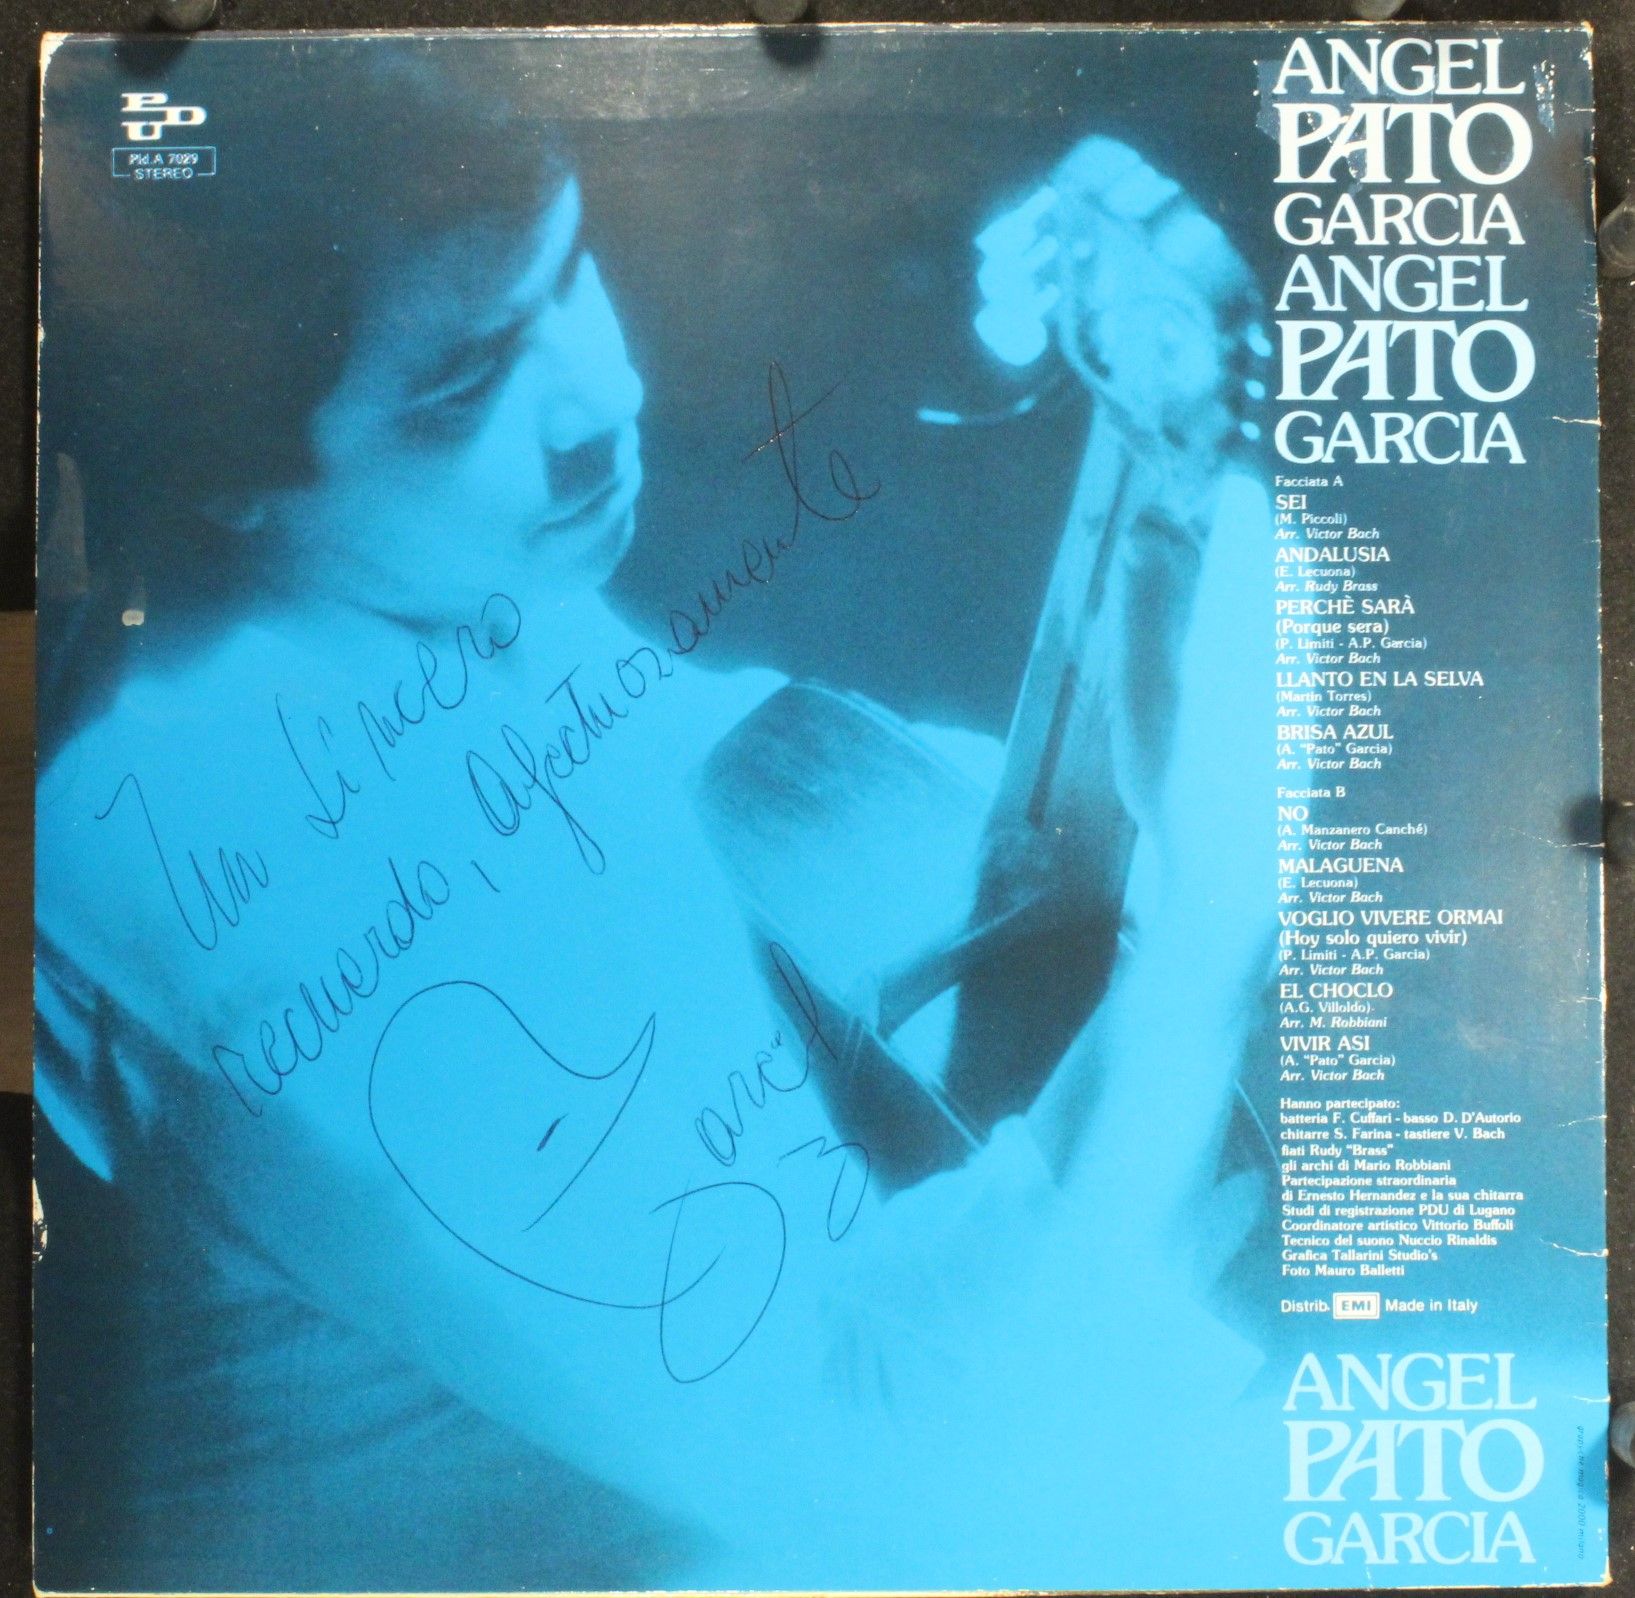 PDU
Pld.A 7029
STEREO
ANGEL
PATO
GARCIA
ANGEL
PATO
GARCIA
Facciata A
SEI
(M. Piccoli)
Arr. Victor Bach
ANDALUSIA
(E. Lecuona)
Arr. Rudy Brass
PERCHÈ SARÀ
(Porque sera)
(P. Limiti - A.P. Garcia)
Arr. Victor Bach
LLANTO EN LA SELVA
(Martin Torres)
Arr. Victor Bach
BRISA AZUL
(A. "Pato" Garcia)
Arr. Victor Bach
Facciata B
NO
(A. Manzanero Canché)
Arr. Victor Bach
MALAGUENA
(E. Lecuona)
Arr. Victor Bach
VOGLIO VIVERE ORMAI
(Hoy solo quiero vivír)
(P. Limiti - A.P. Garcia)
Arr. Victor Bach
EL CHOCLO
(A.G. Villoldo)
Arr. M. Robbiani
VIVIR ASI
(A. "Pato" Garcia)
Arr. Victor Bach
Hanno partecipato:
batteria F. Cuffari - basso D. D'Autorio
chitarre S. Farina - tastiere V. Bach
fiati Rudy "Brass"
gli archi di Mario Robbiani
Partecipazione straordinaria
di Ernesto Hernandez e la sua chitarra
Studi di registrazione PDU di Lugano
Coordinatore artistico Vittorio Buffoli
Tecnico del suono Nuccio Rinaldis
Grafica Tallarini Studio's
Foto Mauro Balletti
Distrib. EMI Made in Italy
ANGEL
PATO
GARCIA
Un sincero
recuerdo, afectuozamente
83